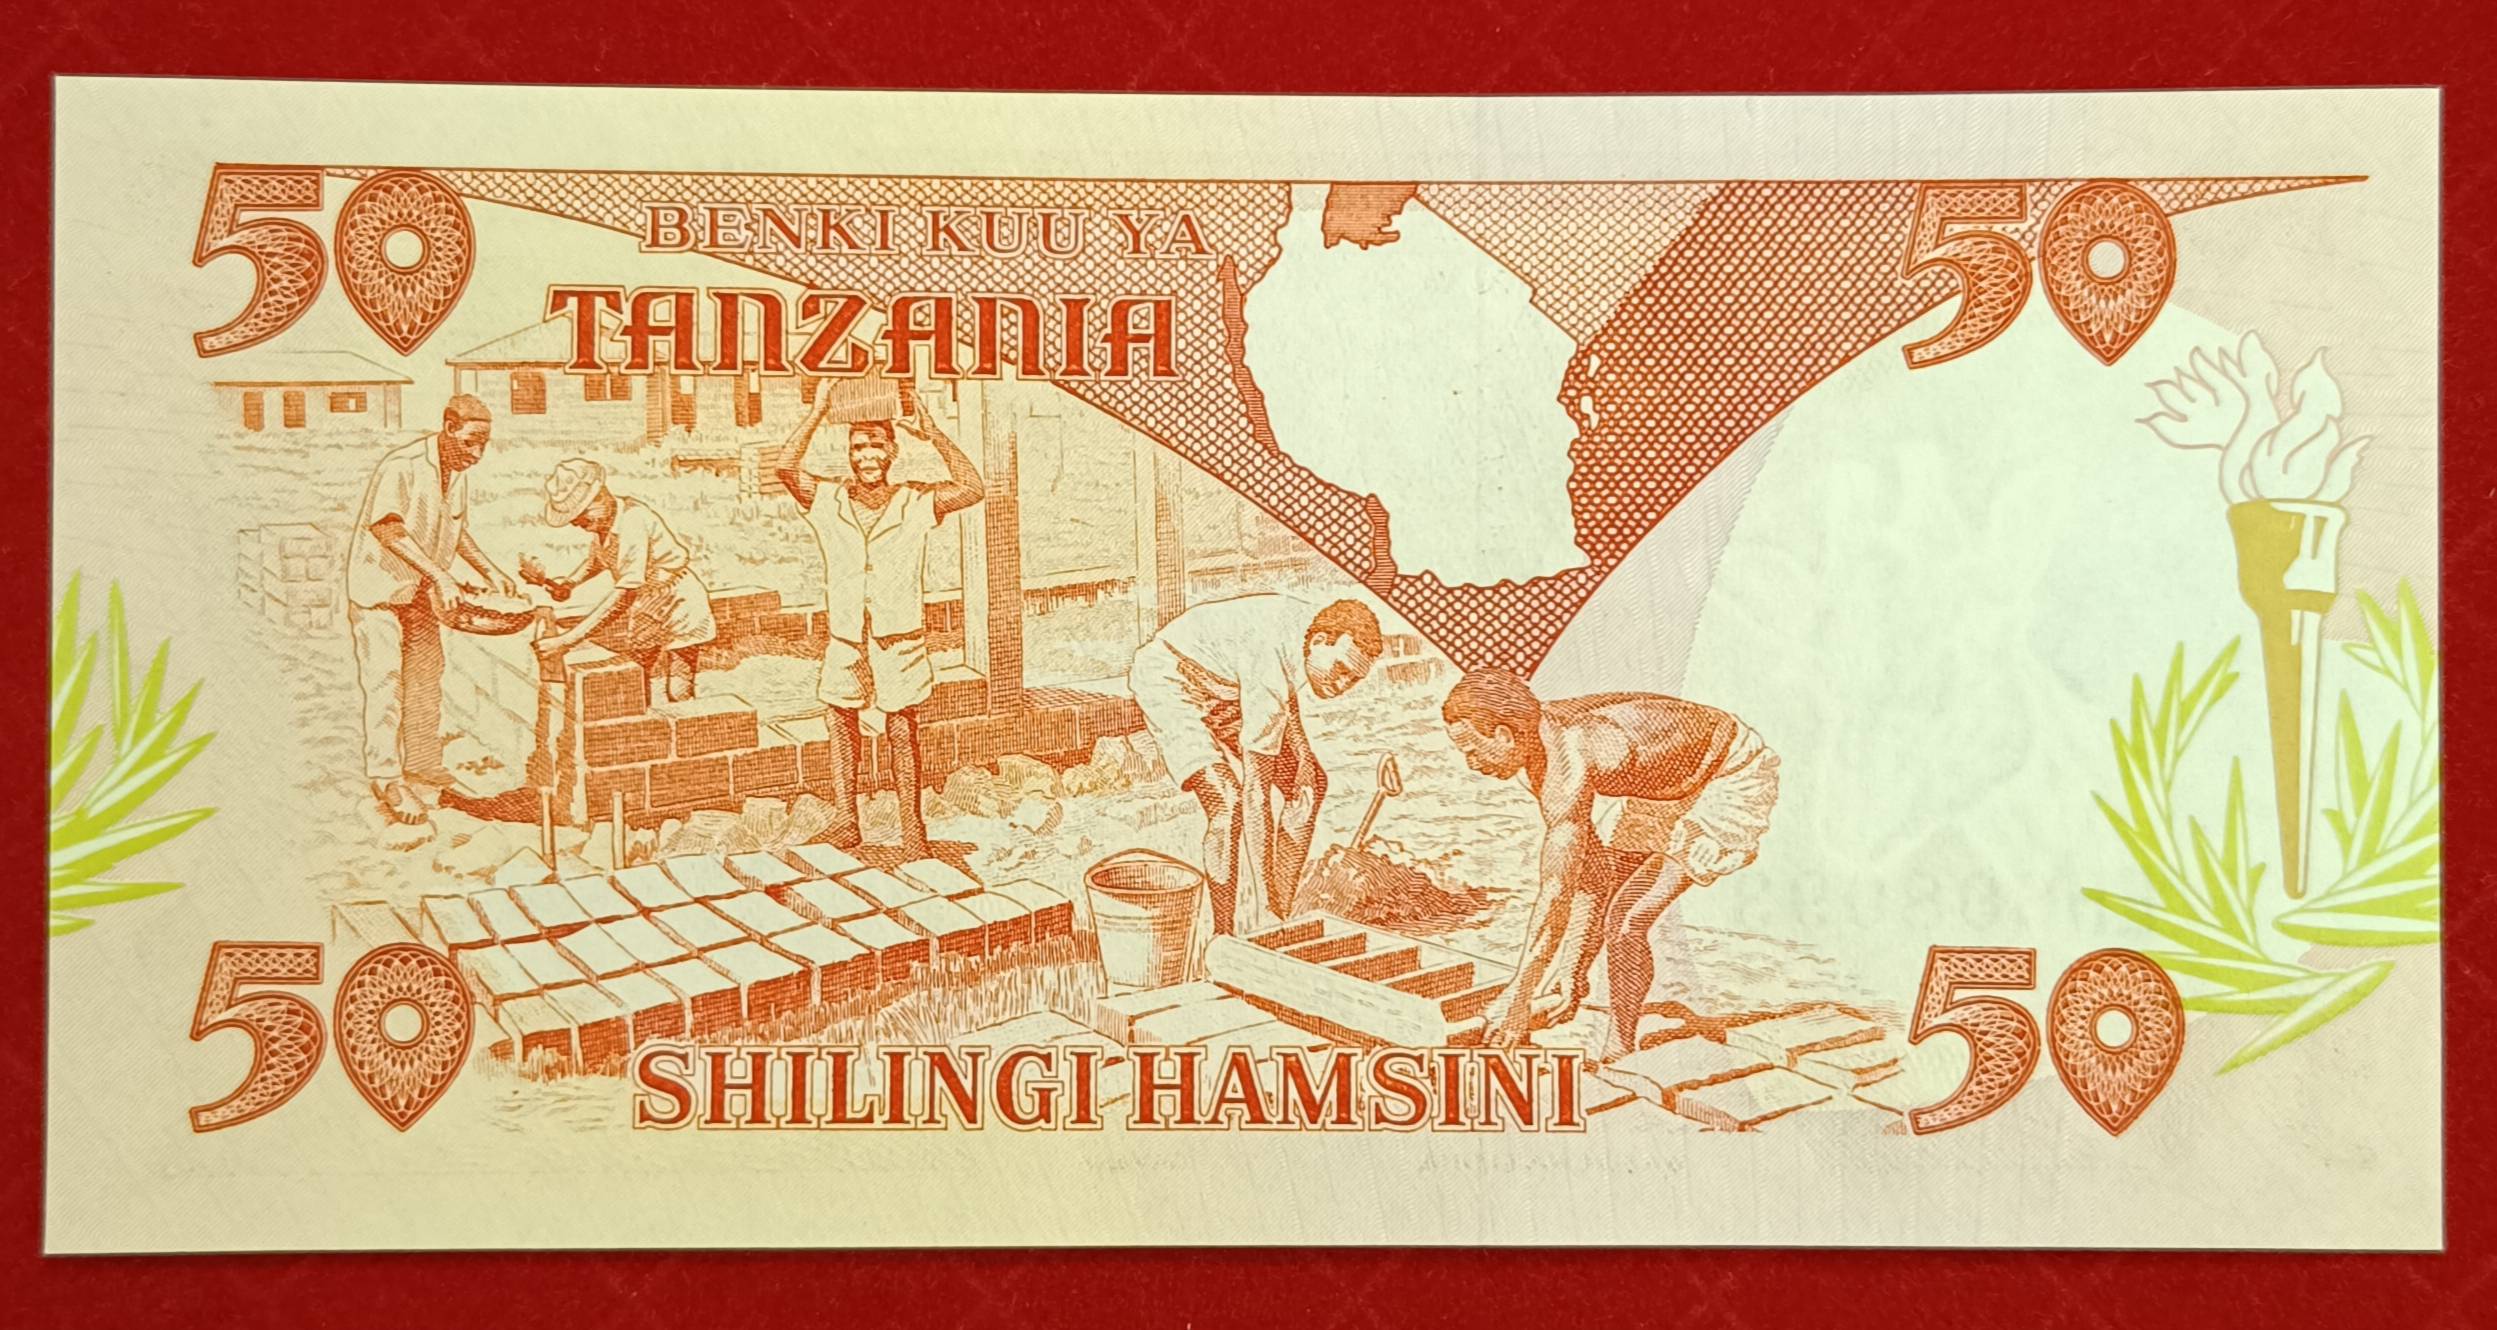 50 50
BENKI KUU YA
TANZANIA
50 50
SHILINGI HAMSINI